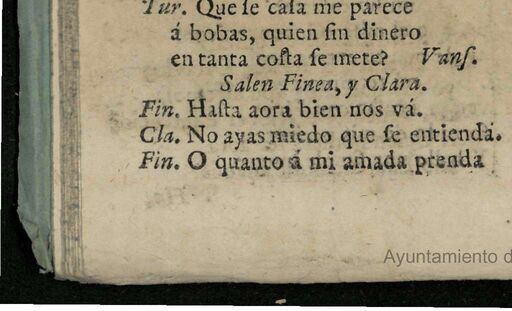 Tur. Que ſe caſa me parece
á bobas, quien ſin dinero
en tanta coſta ſe mete? Vanſ.
Salen Finea, y Clara.
Fin. Haſta aora bien nos vá.
Cla. No ayas miedo que ſe entienda.
Fin. O quanto á mi amada prenda
Ayuntamiento d